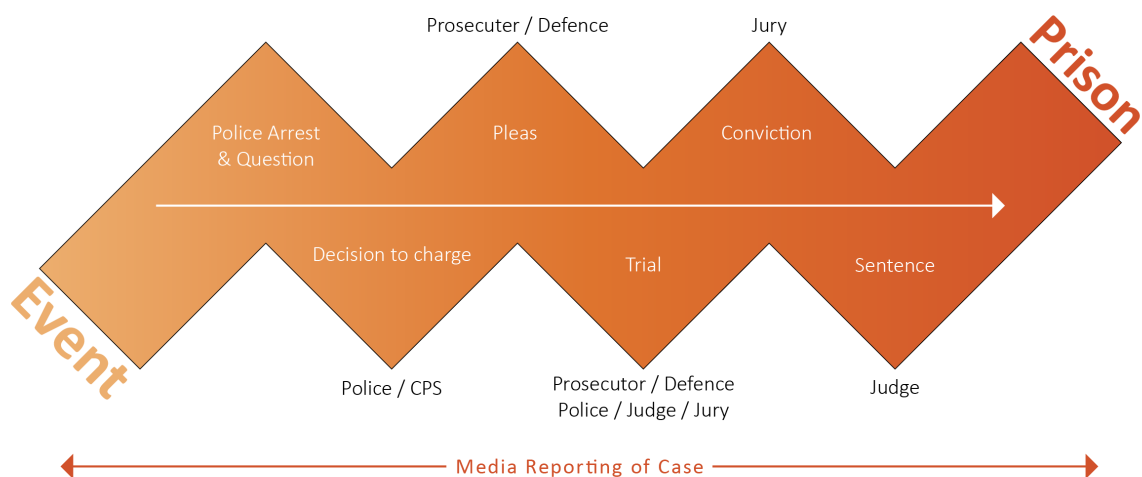 Prosecuter / Defence
Jury
Prison
Police Arrest
& Question
Pleas
Conviction
Decision to charge
Trial
Sentence
Event
Police / CPS
Prosecutor / Defence
Police / Judge / Jury
Judge
Media Reporting of Case